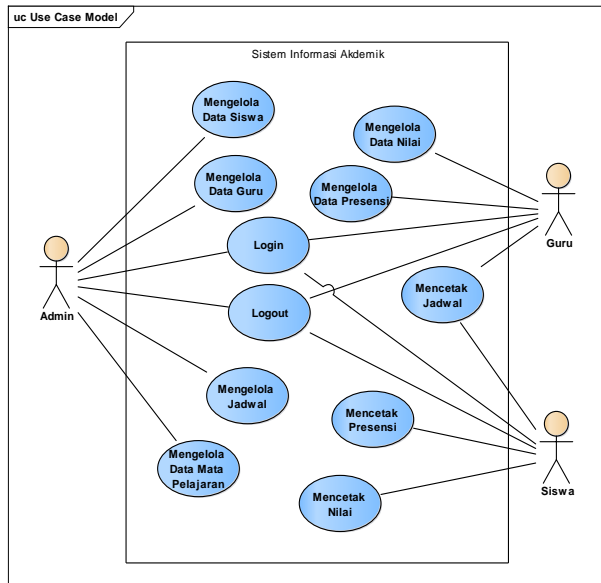 uc Use Case Model
Sistem Informasi Akdemik
Mengelola
Data Siswa
Mengelola
Data Nilai
Mengelola
Data Guru
Mengelola
Data Presensi
Login
Guru
Admin
Logout
Mencetak
Jadwal
Mengelola
Jadwal
Mencetak
Presensi
Mengelola
Data Mata
Pelajaran
Siswa
Mencetak
Nilai